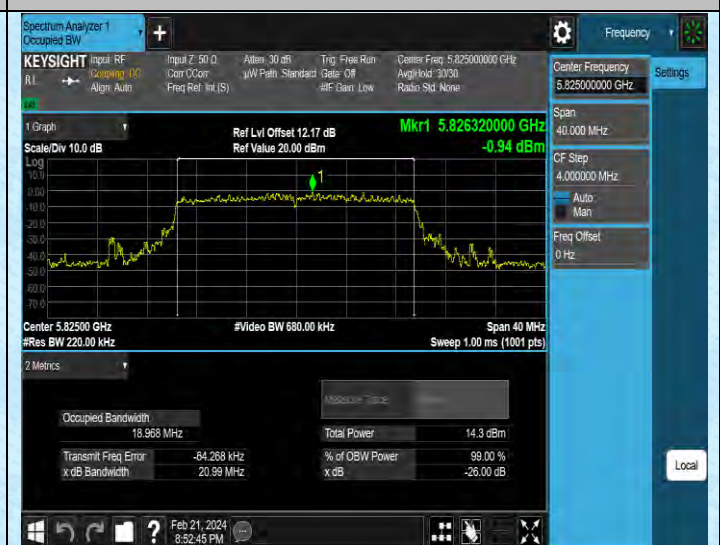 Spectrum Analyzer 1
Occupied BW
+
Frequency
KEYSIGHT
RL
Input: RF
Coupling: DC
Align: Auto
Input Z: 50 Ω
Corr CCorr
Freq Ref: Int (S)
Atten: 30 dB
µW Path: Standard
Trig: Free Run
Gate: Off
#IF Gain: Low
Center Freq: 5.825000000 GHz
Avg|Hold: 30/30
Radio Std: None
Center Frequency
5.825000000 GHz
Settings
Span
40.000 MHz
CF Step
4.000000 MHz
Auto
Man
Freq Offset
0 Hz
1 Graph
Scale/Div 10.0 dB
Ref Lvl Offset 12.17 dB
Ref Value 20.00 dBm
Mkr1 5.826320000 GHz
-0.94 dBm
Log
10.0
0.00
-10.0
-20.0
-30.0
-40.0
-50.0
-60.0
-70.0
1
Center 5.82500 GHz
#Res BW 220.00 kHz
#Video BW 680.00 kHz
Span 40 MHz
Sweep 1.00 ms (1001 pts)
2 Metrics
Measure Trace
Occupied Bandwidth
18.968 MHz
Total Power
14.3 dBm
Transmit Freq Error
-64.268 kHz
% of OBW Power
99.00 %
x dB Bandwidth
20.99 MHz
x dB
-26.00 dB
Local
?
Feb 21, 2024
8:52:45 PM